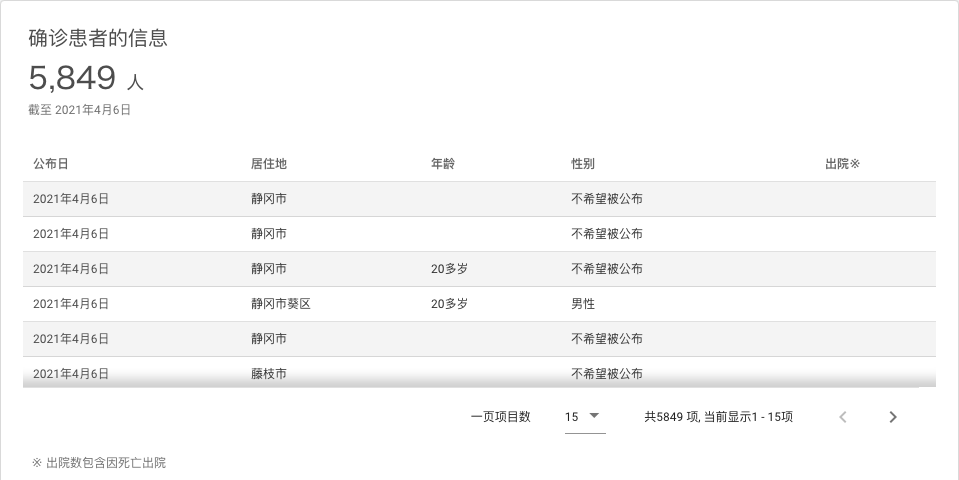 确诊患者的信息
5,849 人
截至 2021年4月6日
公布日 居住地 年龄 性别 出院※
2021年4月6日 静冈市 不希望被公布
2021年4月6日 静冈市 不希望被公布
2021年4月6日 静冈市 20多岁 不希望被公布
2021年4月6日 静冈市葵区 20多岁 男性
2021年4月6日 静冈市 不希望被公布
2021年4月6日 藤枝市 不希望被公布
一页项目数 15 共5849 项, 当前显示1 - 15项
※ 出院数包含因死亡出院